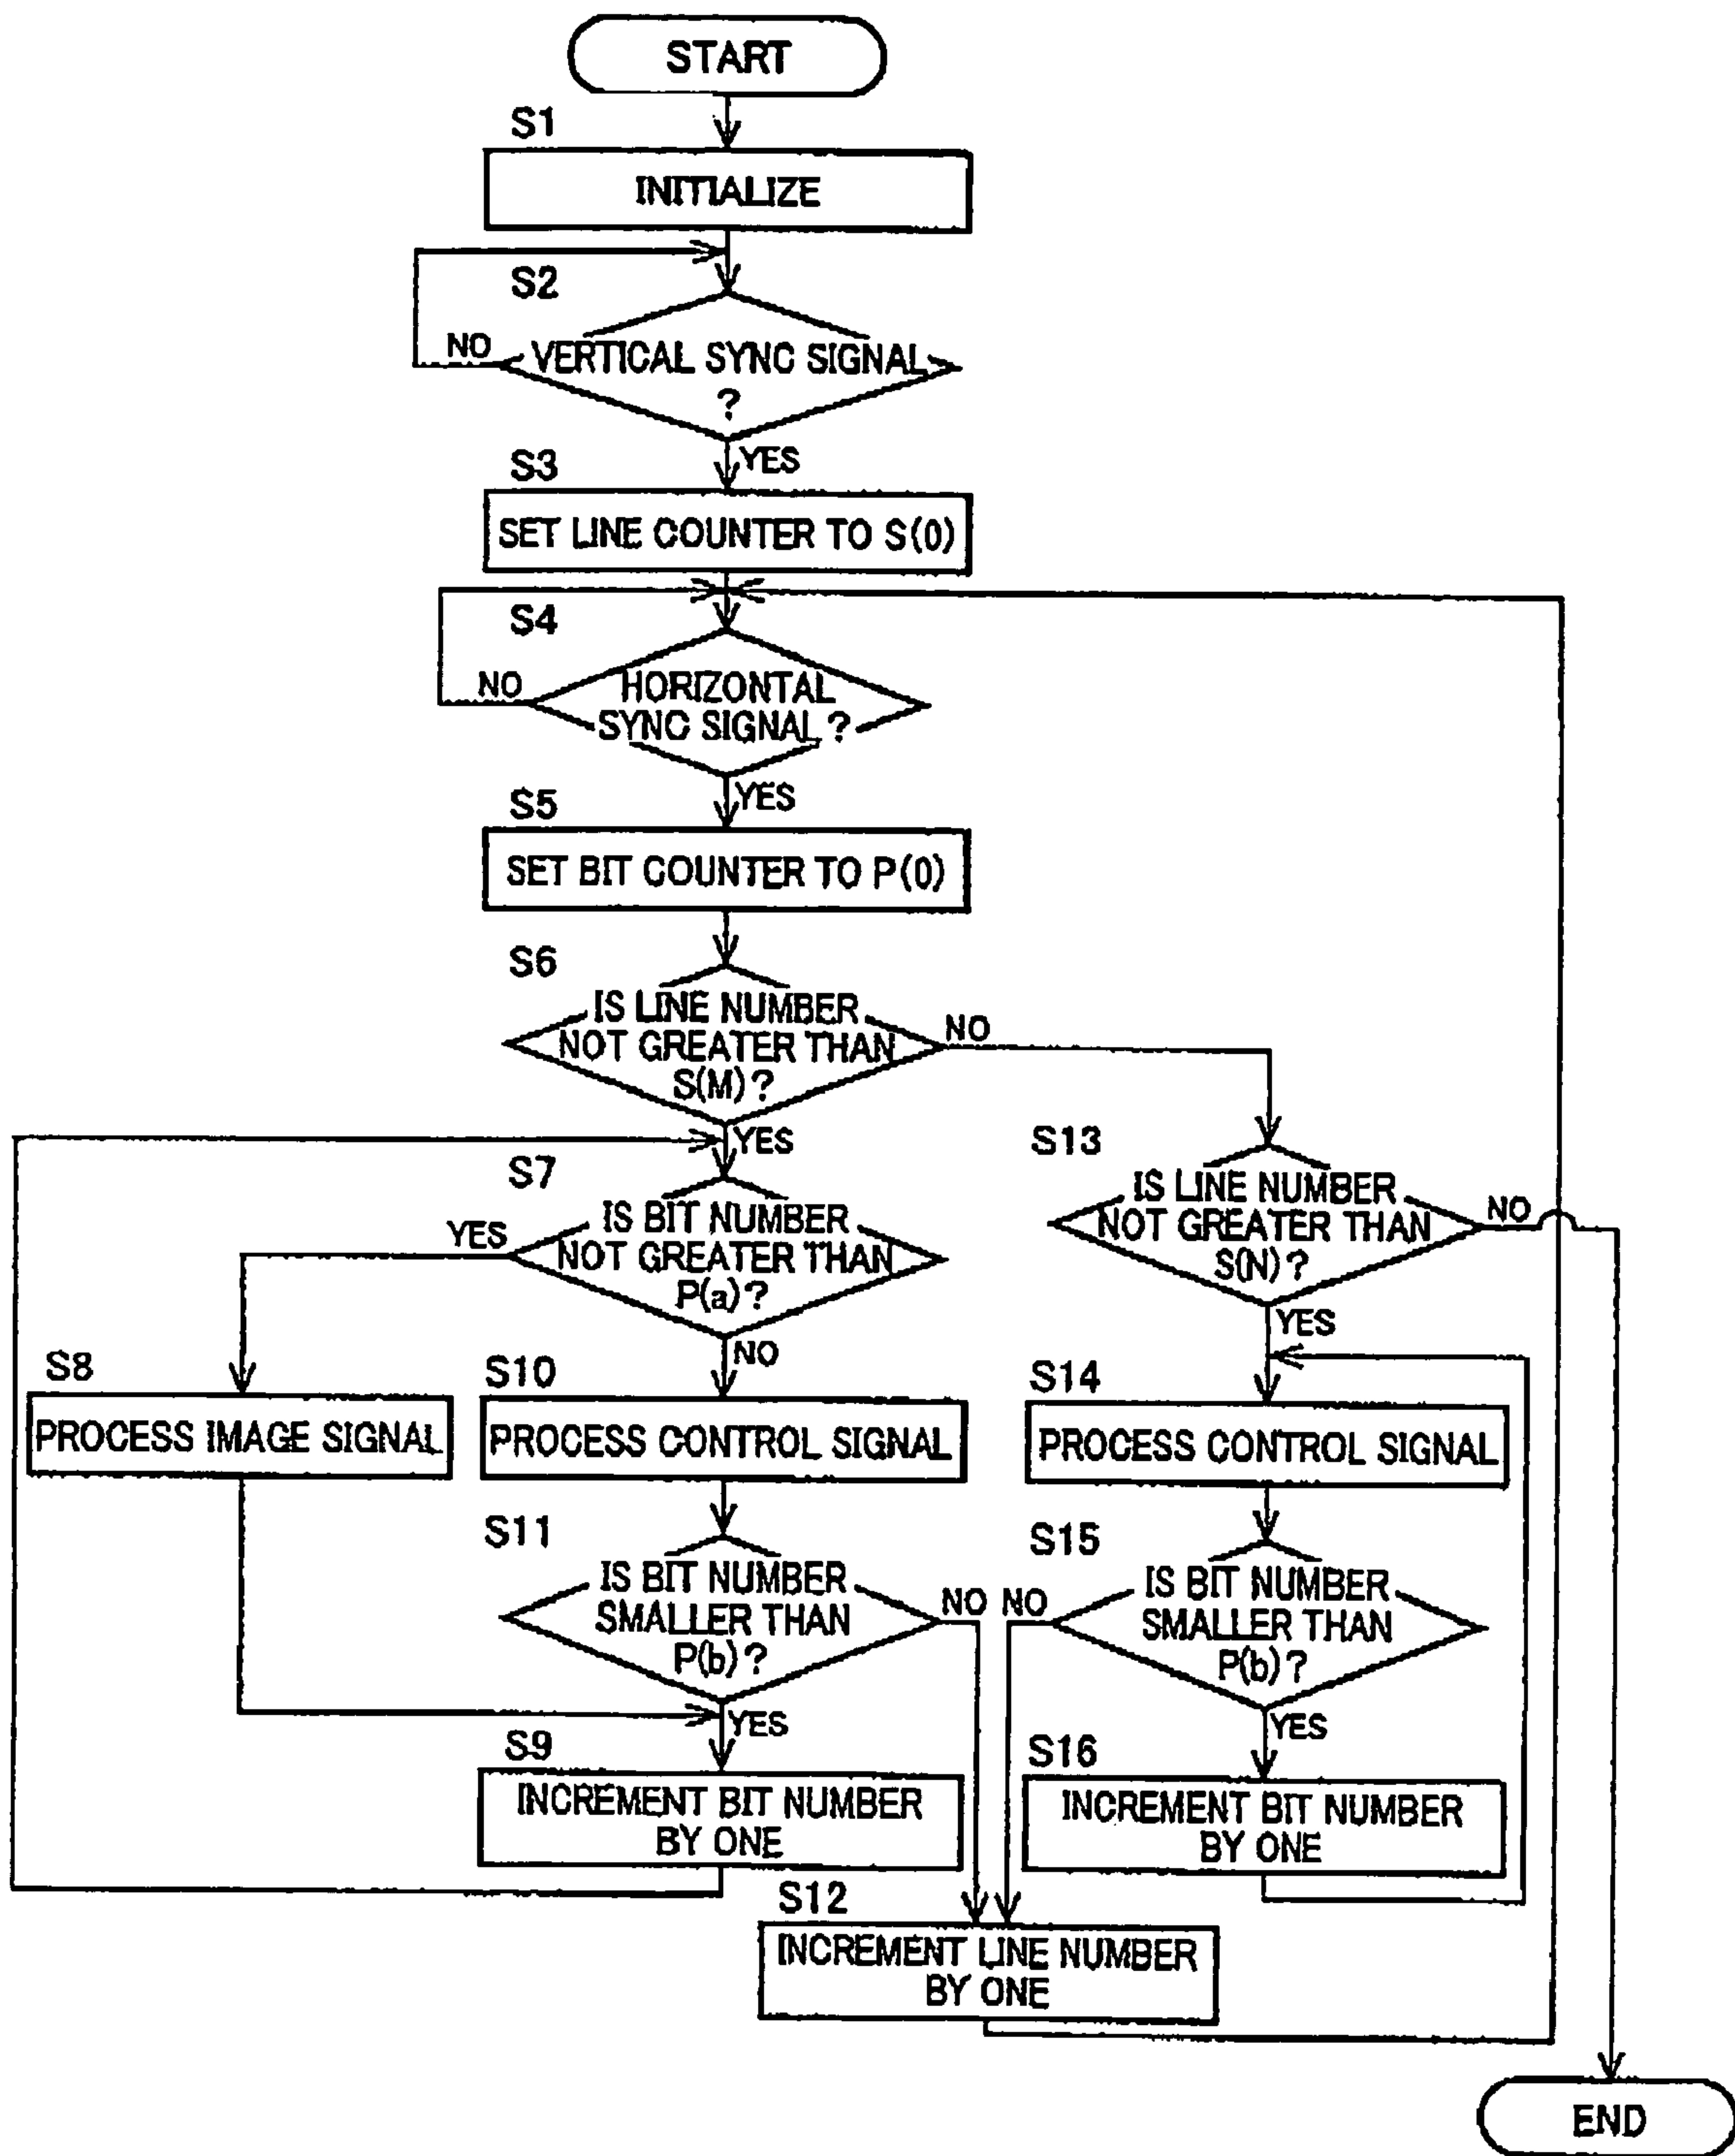 START
S1
INITIALIZE
S2
NO
VERTICAL SYNC SIGNAL
?
YES
S3
SET LINE COUNTER TO S(0)
S4
NO
HORIZONTAL
SYNC SIGNAL?
YES
S5
SET BIT COUNTER TO P(0)
S6
IS LINE NUMBER
NOT GREATER THAN
S(M)?
NO
YES
S7
IS BIT NUMBER
NOT GREATER THAN
P(a)?
YES
NO
S13
IS LINE NUMBER
NOT GREATER THAN
S(N)?
NO
YES
S8
PROCESS IMAGE SIGNAL
S10
PROCESS CONTROL SIGNAL
S14
PROCESS CONTROL SIGNAL
S11
IS BIT NUMBER
SMALLER THAN
P(b)?
NO
YES
S15
IS BIT NUMBER
SMALLER THAN
P(b)?
NO
YES
S9
INCREMENT BIT NUMBER
BY ONE
S16
INCREMENT BIT NUMBER
BY ONE
S12
INCREMENT LINE NUMBER
BY ONE
END